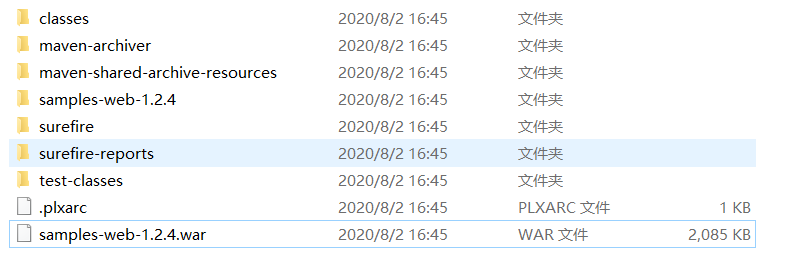 classes 2020/8/2 16:45 文件夹
maven-archiver 2020/8/2 16:45 文件夹
maven-shared-archive-resources 2020/8/2 16:45 文件夹
samples-web-1.2.4 2020/8/2 16:45 文件夹
surefire 2020/8/2 16:45 文件夹
surefire-reports 2020/8/2 16:45 文件夹
test-classes 2020/8/2 16:45 文件夹
.plxarc 2020/8/2 16:45 PLXARC 文件 1 KB
samples-web-1.2.4.war 2020/8/2 16:45 WAR 文件 2,085 KB